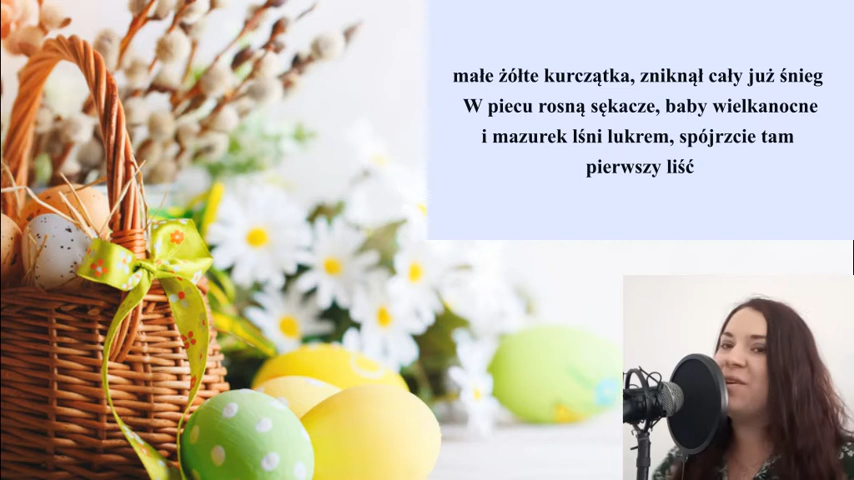 małe żółte kurczątka, zniknął cały już śnieg
W piecu rosną sękacze, baby wielkanocne
i mazurek lśni lukrem, spójrzcie tam
pierwszy liść